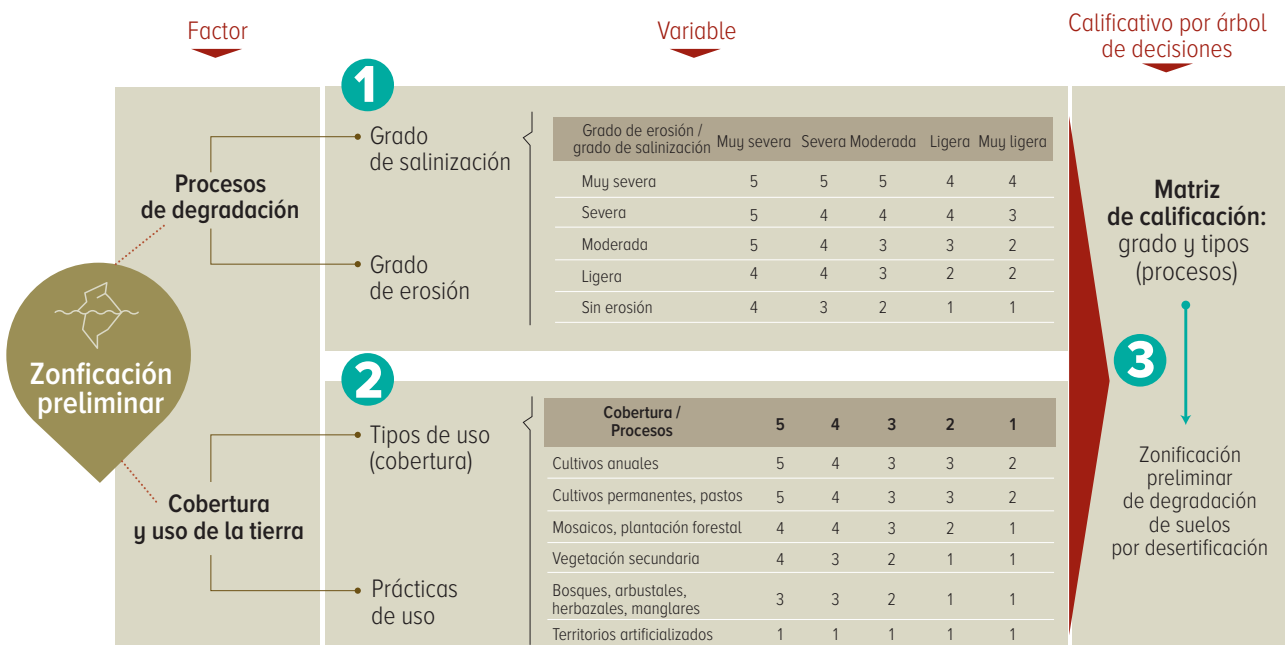 Factor
Variable
Calificativo por árbol
de decisiones
Zonficación
preliminar
Procesos
de degradación
Cobertura
y uso de la tierra
1
Grado
de salinización
Grado
de erosión
Grado de erosión /
grado de salinización Muy severa Severa Moderada Ligera Muy ligera
Muy severa 5 5 5 4 4
Severa 5 4 4 4 3
Moderada 5 4 3 3 2
Ligera 4 4 3 2 2
Sin erosión 4 3 2 1 1
2
Tipos de uso
(cobertura)
Prácticas
de uso
Cobertura /
Procesos 5 4 3 2 1
Cultivos anuales 5 4 3 3 2
Cultivos permanentes, pastos 5 4 3 3 2
Mosaicos, plantación forestal 4 4 3 2 1
Vegetación secundaria 4 3 2 1 1
Bosques, arbustales,
herbazales, manglares 3 3 2 1 1
Territorios artificializados 1 1 1 1 1
Matriz
de calificación:
grado y tipos
(procesos)
3
Zonificación
preliminar
de degradación
de suelos
por desertificación